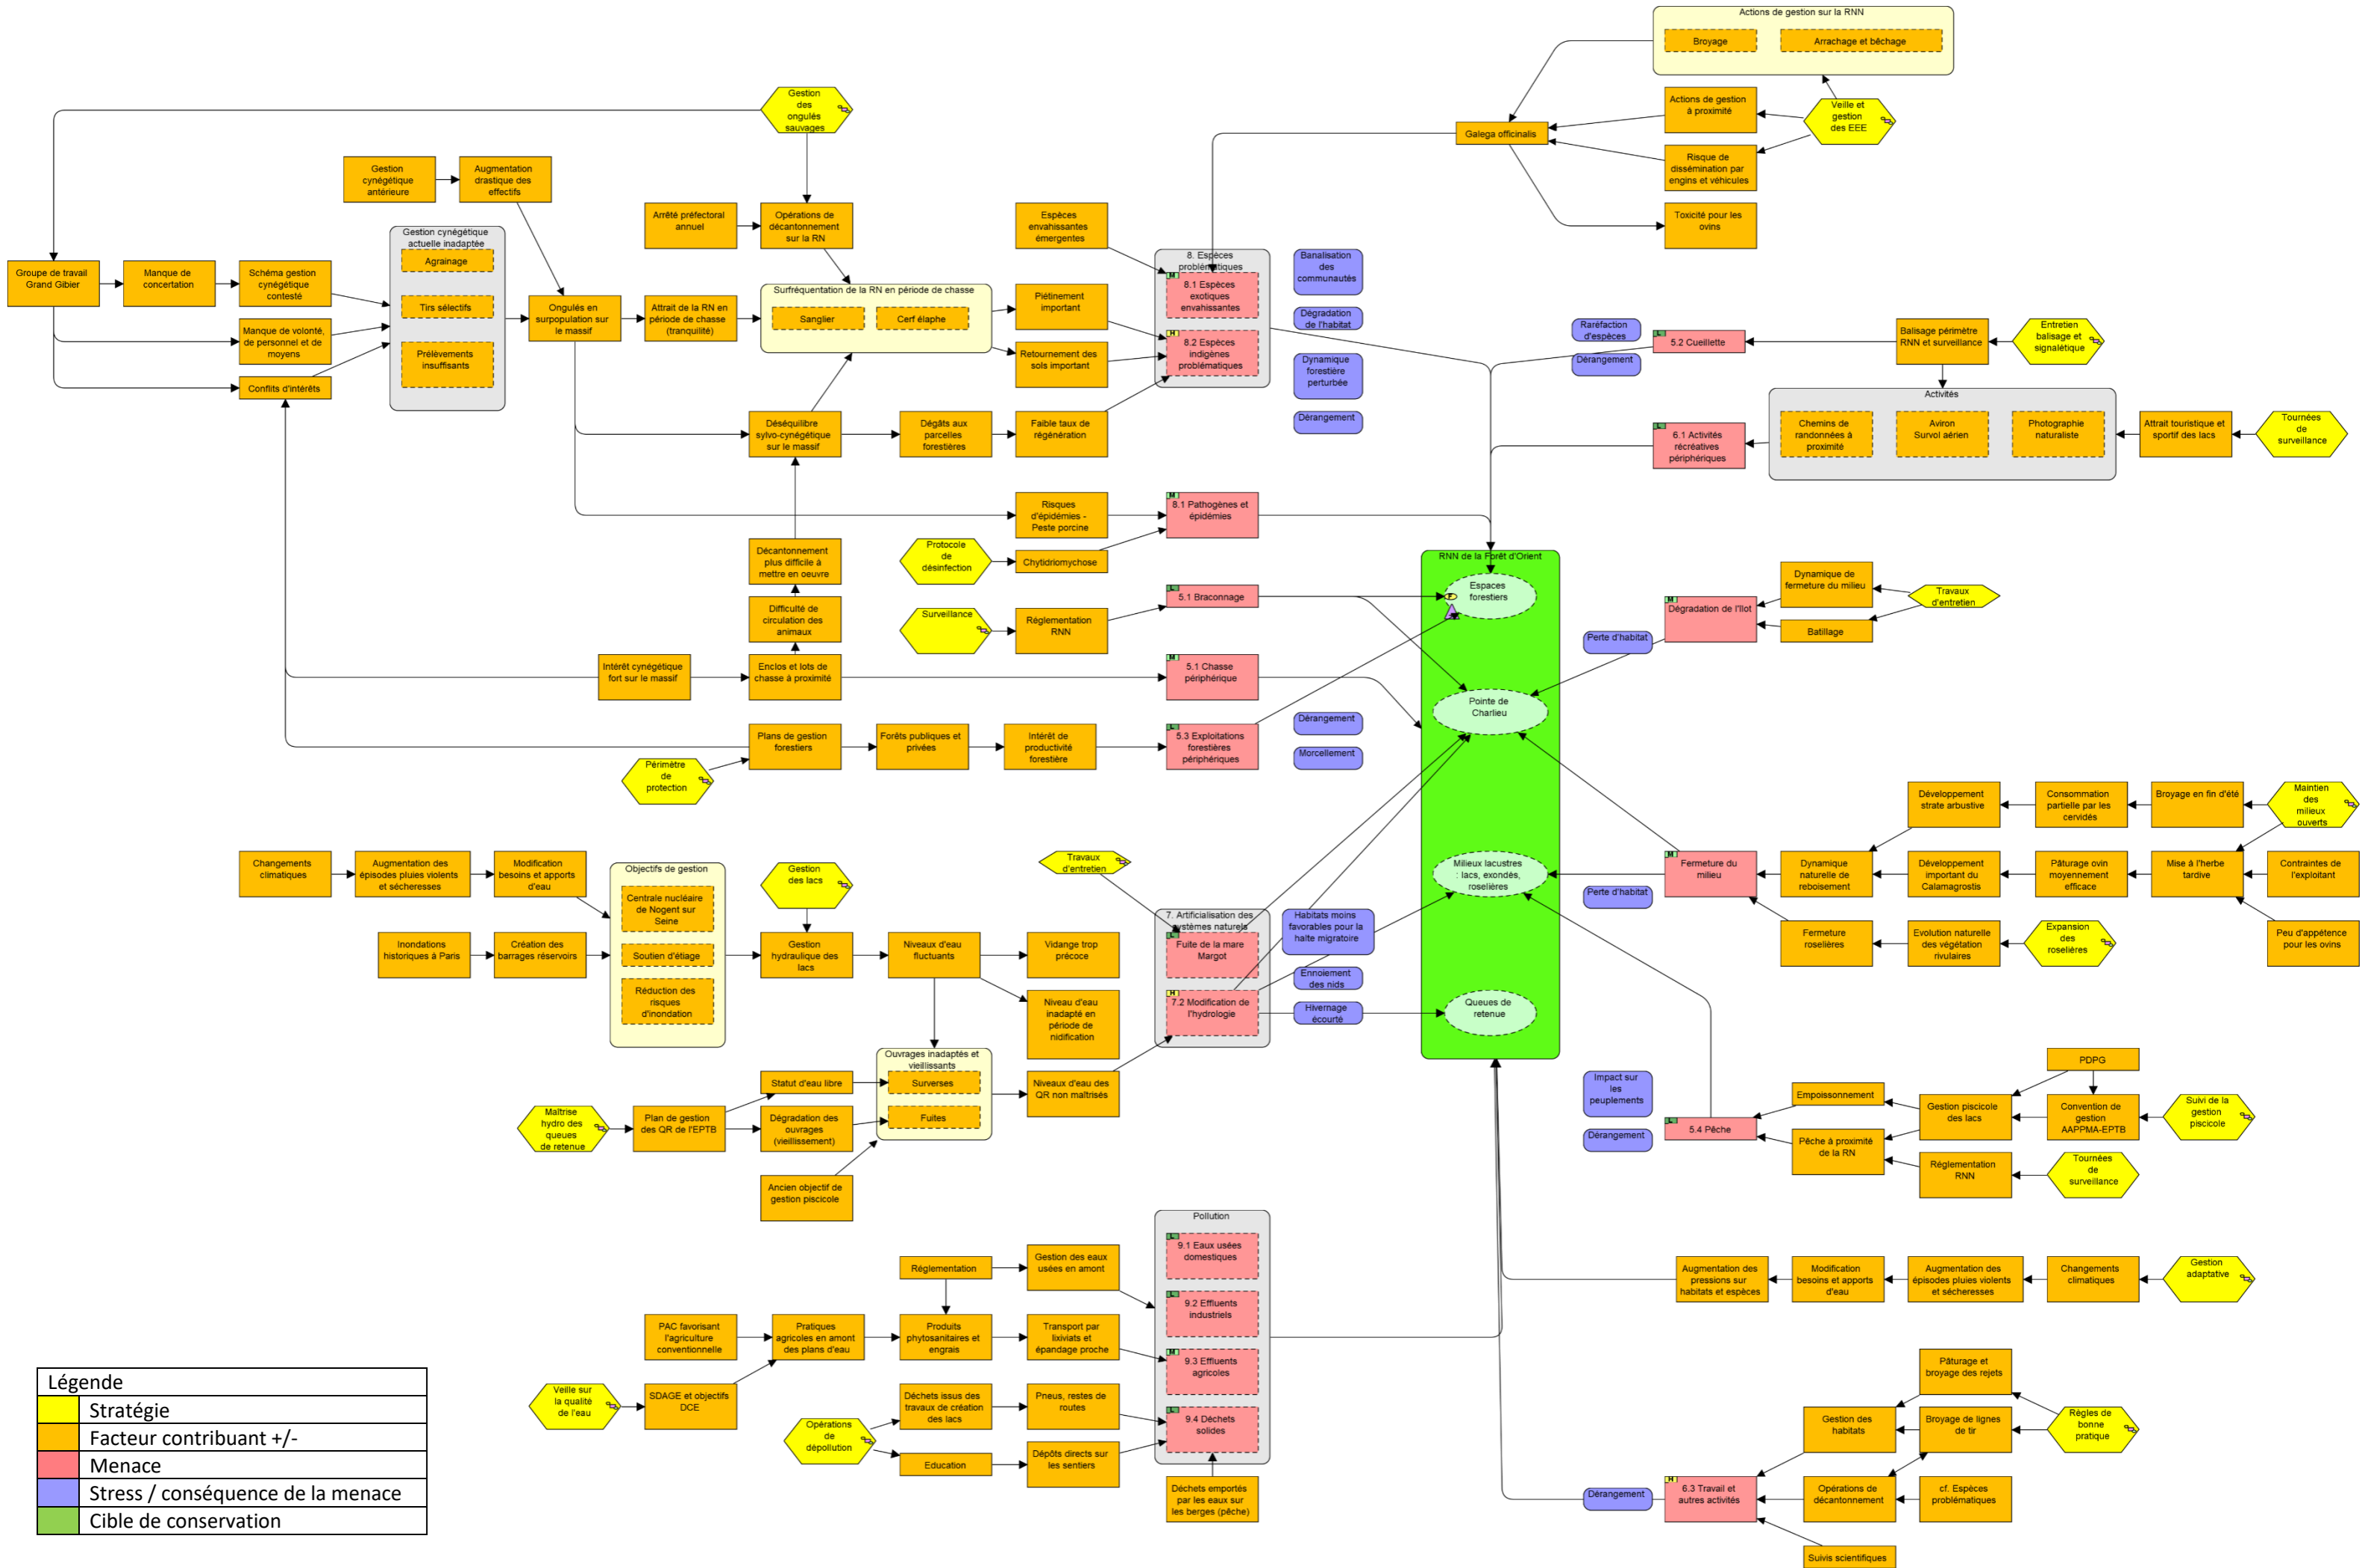 Actions de gestion sur la RNN
Broyage
Arrachage et bêchage
Gestion
des
ongulés
sauvages
Actions de gestion
à proximité
Veille et
gestion
des EEE
Galega officinalis
Risque de
dissémination par
engins et véhicules
Toxicité pour les
ovins
Gestion
cynégétique
antérieure
Augmentation
drastique des
effectifs
Arrêté préfectoral
annuel
Opérations de
décantonnement
sur la RN
Espèces
envahissantes
émergentes
Gestion cynégétique
actuelle inadaptée
Agrainage
Tirs sélectifs
Prélèvements
insuffisants
Groupe de travail
Grand Gibier
Manque de
concertation
Schéma gestion
cynégétique
contesté
Manque de volonté,
de personnel et de
moyens
Conflits d'intérêts
Ongulés en
surpopulation sur
le massif
Attrait de la RN en
période de chasse
(tranquilité)
Surfréquentation de la RN en période de chasse
Sanglier
Cerf élaphe
Piétinement
important
Retournement des
sols important
8. Espèces
problématiques
M
8.1 Espèces
exotiques
envahissantes
H
8.2 Espèces
indigènes
problématiques
Banalisation
des
communautés
Dégradation
de l'habitat
Dynamique
forestière
perturbée
Dérangement
Raréfaction
d'espèces
Dérangement
L
5.2 Cueillette
Balisage périmètre
RNN et surveillance
Entretien
balisage et
signalétique
Activités
Chemins de
randonnées à
proximité
Aviron
Survol aérien
Photographie
naturaliste
L
6.1 Activités
récréatives
périphériques
Attrait touristique et
sportif des lacs
Tournées
de
surveillance
Déséquilibre
sylvo-cynégétique
sur le massif
Dégâts aux
parcelles
forestières
Faible taux de
régénération
Risques
d'épidémies -
Peste porcine
M
8.1 Pathogènes et
épidémies
Décantonnement
plus difficile à
mettre en oeuvre
Protocole
de
désinfection
Chytidriomychose
Difficulté de
circulation des
animaux
Surveillance
Réglementation
RNN
L
5.1 Braconnage
RNN de la Forêt d'Orient
Espaces
forestiers
Pointe de
Charlieu
Milieux lacustres
: lacs, exondés,
roselières
Queues de
retenue
M
Dégradation de l'Ilot
Perte d'habitat
Dynamique de
fermeture du milieu
Batillage
Travaux
d'entretien
Intérêt cynégétique
fort sur le massif
Enclos et lots de
chasse à proximité
M
5.1 Chasse
périphérique
Plans de gestion
forestiers
Forêts publiques et
privées
Intérêt de
productivité
forestière
L
5.3 Exploitations
forestières
périphériques
Dérangement
Morcellement
Périmètre
de
protection
Développement
strate arbustive
Consommation
partielle par les
cervidés
Broyage en fin d'été
Maintien
des
milieux
ouverts
M
Fermeture du
milieu
Perte d'habitat
Dynamique
naturelle de
reboisement
Développement
important du
Calamagrostis
Pâturage ovin
moyennement
efficace
Mise à l'herbe
tardive
Contraintes de
l'exploitant
Fermeture
roselières
Evolution naturelle
des végétation
rivulaires
Expansion
des
roselières
Peu d'appétence
pour les ovins
Changements
climatiques
Augmentation des
épisodes pluies violents
et sécheresses
Modification
besoins et apports
d'eau
Inondations
historiques à Paris
Création des
barrages réservoirs
Objectifs de gestion
Centrale nucléaire
de Nogent sur
Seine
Soutien d'étiage
Réduction des
risques
d'inondation
Gestion
des lacs
Gestion
hydraulique des
lacs
Niveaux d'eau
fluctuants
Vidange trop
précoce
Niveau d'eau
inadapté en
période de
nidification
Travaux
d'entretien
7. Artificialisation des
systèmes naturels
L
Fuite de la mare
Margot
H
7.2 Modification de
l'hydrologie
Habitats moins
favorables pour la
halte migratoire
Ennoiement
des nids
Hivernage
écourté
Ouvrages inadaptés et
vieillissants
Surverses
Fuites
Statut d'eau libre
Niveaux d'eau des
QR non maîtrisés
Maîtrise
hydro des
queues
de retenue
Plan de gestion
des QR de l'EPTB
Dégradation des
ouvrages
(vieillissement)
Ancien objectif de
gestion piscicole
Impact sur
les
peuplements
Dérangement
L
5.4 Pêche
Empoissonnement
Pêche à proximité
de la RN
Gestion piscicole
des lacs
Réglementation
RNN
PDPG
Convention de
gestion
AAPPMA-EPTB
Suivi de la
gestion
piscicole
Tournées
de
surveillance
Pollution
L
9.1 Eaux usées
domestiques
L
9.2 Effluents
industriels
M
9.3 Effluents
agricoles
L
9.4 Déchets
solides
Réglementation
Gestion des eaux
usées en amont
PAC favorisant
l'agriculture
conventionnelle
Pratiques
agricoles en amont
des plans d'eau
Produits
phytosanitaires et
engrais
Transport par
lixiviats et
épandage proche
Veille sur
la qualité
de l'eau
SDAGE et objectifs
DCE
Déchets issus des
travaux de création
des lacs
Pneus, restes de
routes
Opérations
de
dépollution
Education
Dépôts directs sur
les sentiers
Déchets emportés
par les eaux sur
les berges (pêche)
Augmentation des
pressions sur
habitats et espèces
Modification
besoins et apports
d'eau
Augmentation des
épisodes pluies violents
et sécheresses
Changements
climatiques
Gestion
adaptative
Pâturage et
broyage des rejets
Gestion des
habitats
Broyage de lignes
de tir
Règles de
bonne
pratique
Dérangement
H
6.3 Travail et
autres activités
Opérations de
décantonnement
cf. Espèces
problématiques
Suivis scientifiques
Légende
Stratégie
Facteur contribuant +/-
Menace
Stress / conséquence de la menace
Cible de conservation